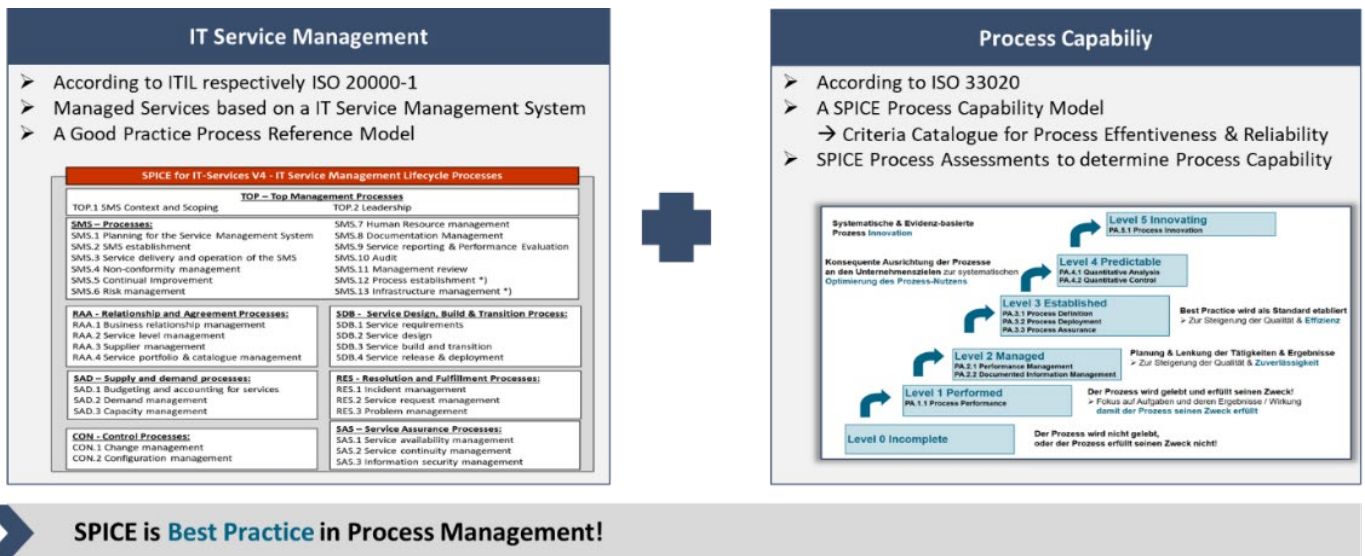 IT Service Management
➢ According to ITIL respectively ISO 20000-1
➢ Managed Services based on a IT Service Management System
➢ A Good Practice Process Reference Model
SPICE for IT-Services V4 - IT Service Management Lifecycle Processes
TOP – Top Management Processes
TOP.1 SMS Context and Scoping
TOP.2 Leadership
SMS – Processes:
SMS.1 Planning for the Service Management System
SMS.2 SMS establishment
SMS.3 Service delivery and operation of the SMS
SMS.4 Non-conformity management
SMS.5 Continual Improvement
SMS.6 Risk management
SMS.7 Human Resource management
SMS.8 Documentation Management
SMS.9 Service reporting & Performance Evaluation
SMS.10 Audit
SMS.11 Management review
SMS.12 Process establishment *)
SMS.13 Infrastructure management *)
RAA - Relationship and Agreement Processes:
RAA.1 Business relationship management
RAA.2 Service level management
RAA.3 Supplier management
RAA.4 Service portfolio & catalogue management
SDB - Service Design, Build & Transition Process:
SDB.1 Service requirements
SDB.2 Service design
SDB.3 Service build and transition
SDB.4 Service release & deployment
SAD – Supply and demand processes:
SAD.1 Budgeting and accounting for services
SAD.2 Demand management
SAD.3 Capacity management
RES - Resolution and Fulfillment Processes:
RES.1 Incident management
RES.2 Service request management
RES.3 Problem management
CON - Control Processes:
CON.1 Change management
CON.2 Configuration management
SAS – Service Assurance Processes:
SAS.1 Service availability management
SAS.2 Service continuity management
SAS.3 Information security management
Process Capabiliy
➢ According to ISO 33020
➢ A SPICE Process Capability Model
→ Criteria Catalogue for Process Effentiveness & Reliability
➢ SPICE Process Assessments to determine Process Capability
Systematische & Evidenz-basierte
Prozess Innovation
Level 5 Innovating
PA.5.1 Process Innovation
Konsequente Ausrichtung der Prozesse
an den Unternehmenszielen zur systematischen
Optimierung des Prozess-Nutzens
Level 4 Predictable
PA.4.1 Quantitative Analysis
PA.4.2 Quantitative Control
Level 3 Established
PA.3.1 Process Definition
PA.3.2 Process Deployment
PA.3.3 Process Assurance
Best Practice wird als Standard etabliert
➢ Zur Steigerung der Qualität & Effizienz
Level 2 Managed
PA.2.1 Performance Management
PA.2.2 Documented Information Management
Planung & Lenkung der Tätigkeiten & Ergebnisse
➢ Zur Steigerung der Qualität & Zuverlässigkeit
Level 1 Performed
PA.1.1 Process Performance
Der Prozess wird gelebt und erfüllt seinen Zweck!
➢ Fokus auf Aufgaben und deren Ergebnisse / Wirkung
damit der Prozess seinen Zweck erfüllt
Level 0 Incomplete
Der Prozess wird nicht gelebt,
oder der Prozess erfüllt seinen Zweck nicht!
SPICE is Best Practice in Process Management!